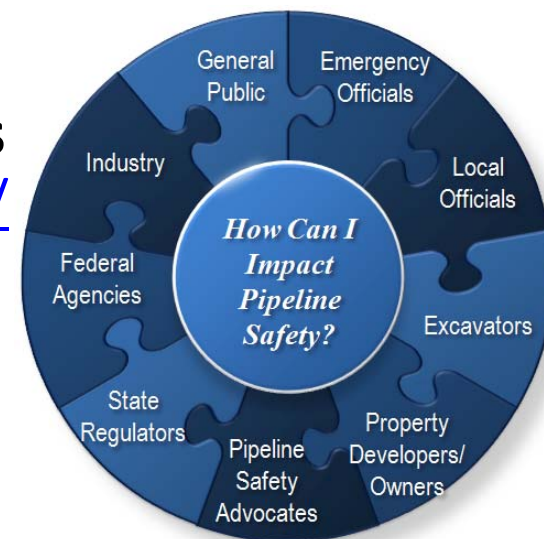 General
Public
Emergency
Officials
Local
Officials
Excavators
Property
Developers/
Owners
Pipeline
Safety
Advocates
State
Regulators
Federal
Agencies
Industry
How Can I
Impact
Pipeline
Safety?
s